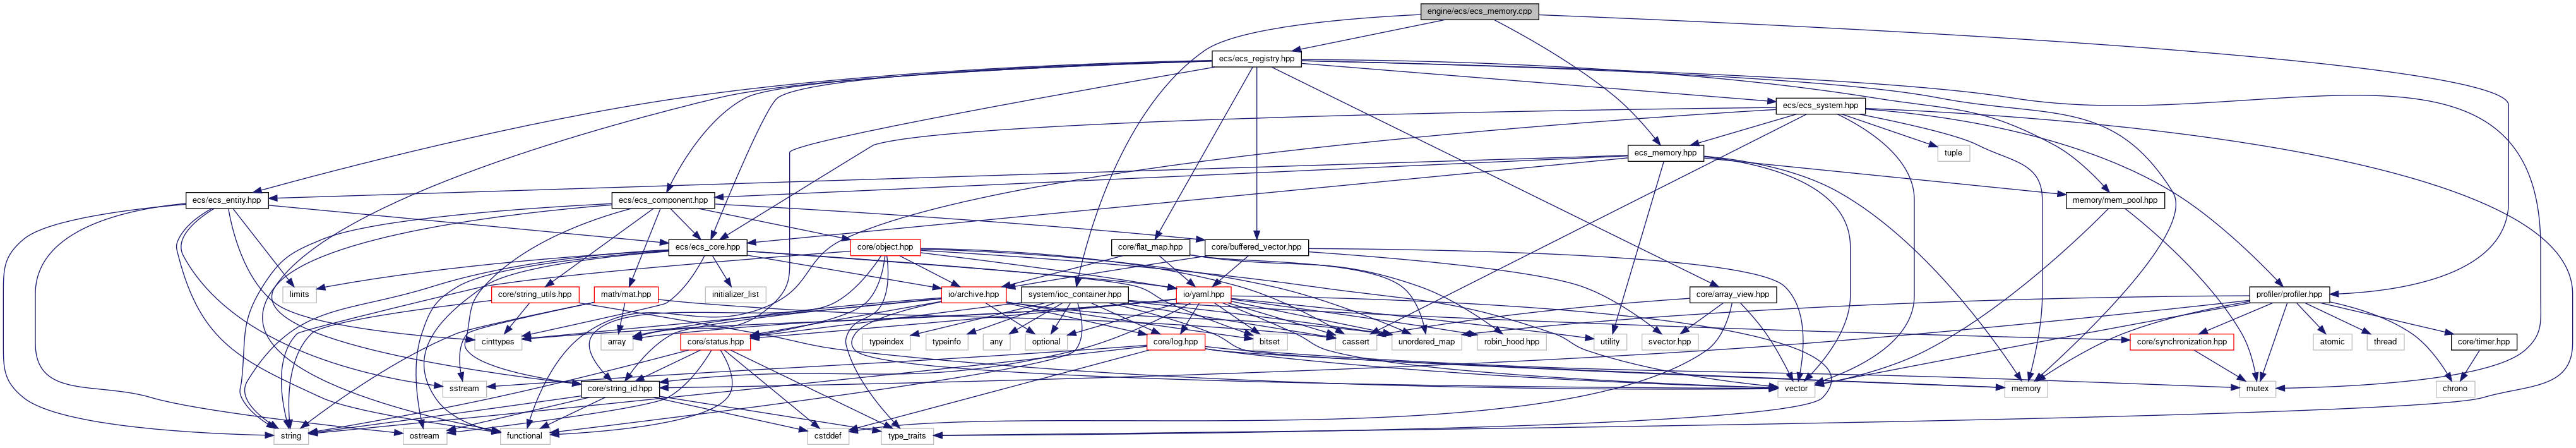 engine/ecs/ecs_memory.cpp
ecs/ecs_registry.hpp
ecs/ecs_system.hpp
ecs_memory.hpp
tuple
ecs/ecs_entity.hpp
ecs/ecs_component.hpp
memory/mem_pool.hpp
ecs/ecs_core.hpp
core/object.hpp
core/flat_map.hpp
core/buffered_vector.hpp
limits
core/string_utils.hpp
math/mat.hpp
initializer_list
io/archive.hpp
system/ioc_container.hpp
io/yaml.hpp
core/array_view.hpp
profiler/profiler.hpp
cinttypes
array
core/status.hpp
typeindex
typeinfo
any
optional
core/log.hpp
bitset
cassert
unordered_map
robin_hood.hpp
utility
svector.hpp
core/synchronization.hpp
atomic
thread
core/timer.hpp
sstream
core/string_id.hpp
vector
memory
mutex
chrono
string
ostream
functional
cstddef
type_traits